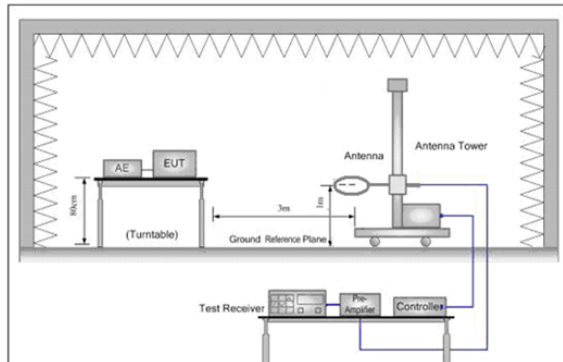 Antenna Tower
Antenna
EUT
AE
80cm
(Turntable)
3m
1m
Ground Reference Plane
Test Receiver
Pre-
Amplifier
Controller